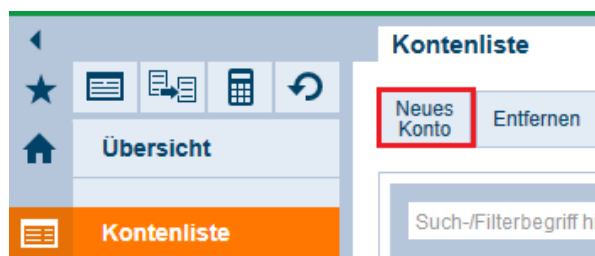 Kontenliste
Neues
Konto
Entfernen
Übersicht
Kontenliste
Such-/Filterbegriff